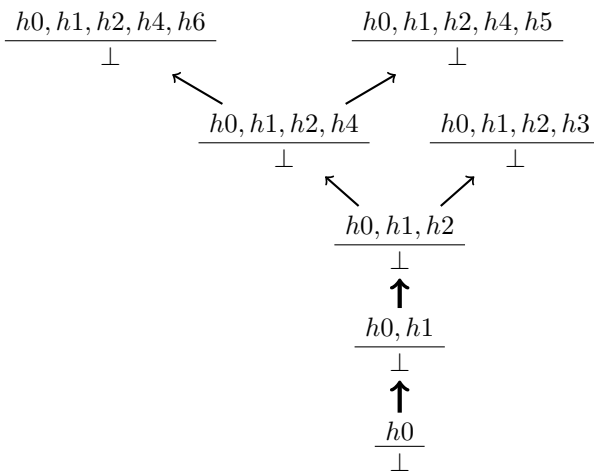 h0, h1, h2, h4, h6
⊥
h0, h1, h2, h4, h5
⊥
h0, h1, h2, h4
⊥
h0, h1, h2, h3
⊥
h0, h1, h2
⊥
h0, h1
⊥
h0
⊥